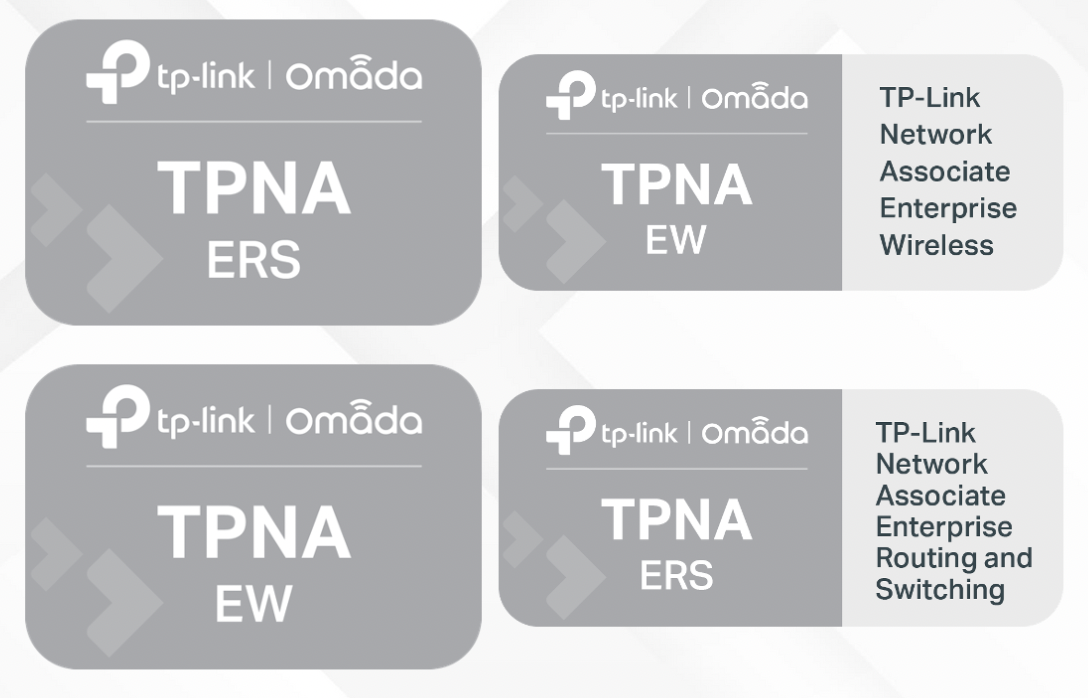 tp-link | Omada
TPNA
ERS
tp-link | Omada
TPNA
EW
TP-Link
Network
Associate
Enterprise
Wireless
tp-link | Omada
TPNA
EW
tp-link | Omada
TPNA
ERS
TP-Link
Network
Associate
Enterprise
Routing and
Switching